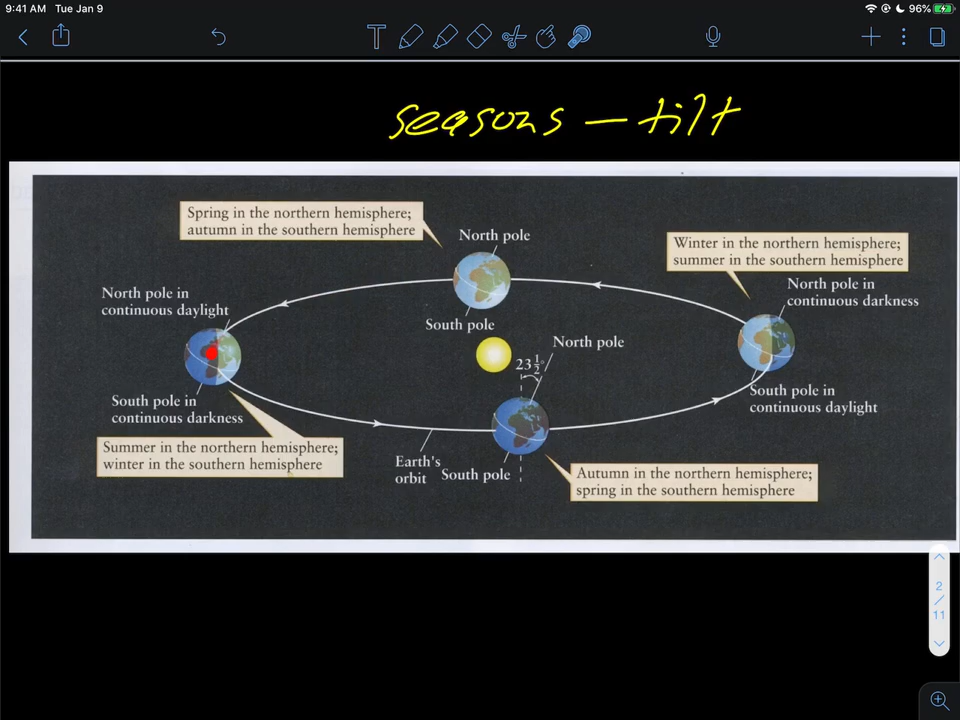 9:41 AM Tue Jan 9
96%
seasons – tilt
Spring in the northern hemisphere;
autumn in the southern hemisphere
North pole
Winter in the northern hemisphere;
summer in the southern hemisphere
North pole in
continuous daylight
North pole in
continuous darkness
South pole
North pole
23 1/2°
South pole in
continuous darkness
South pole in
continuous daylight
Summer in the northern hemisphere;
winter in the southern hemisphere
Earth's
orbit
South pole
Autumn in the northern hemisphere;
spring in the southern hemisphere
2
/
11